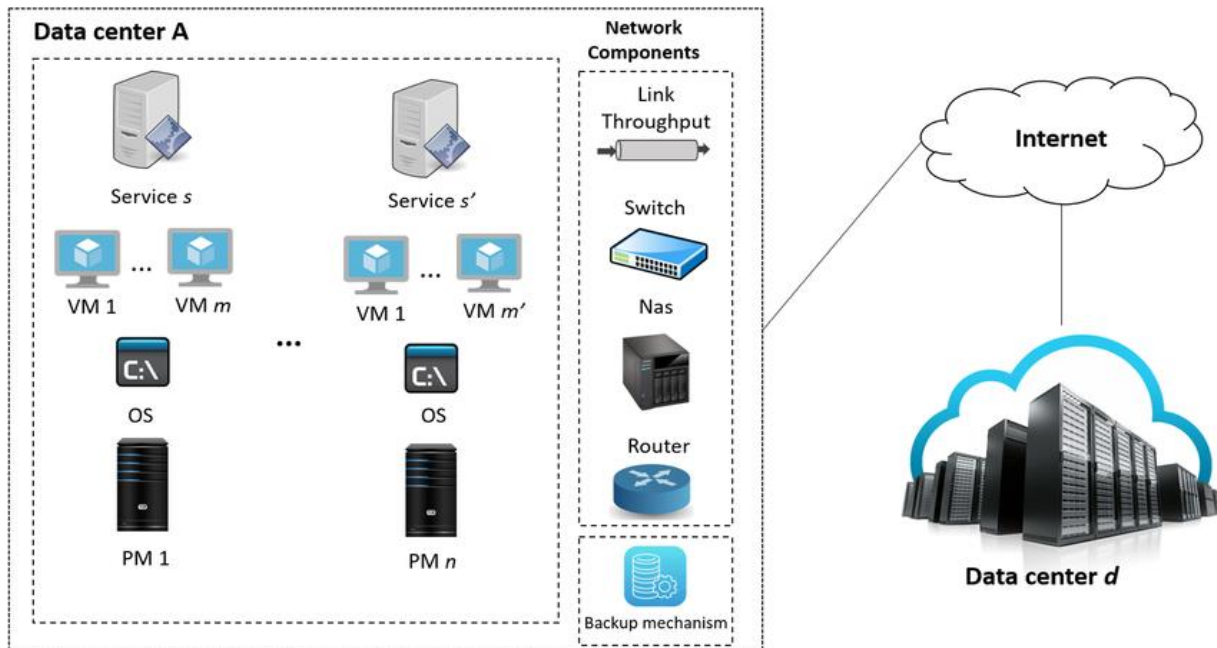 Data center A
Network
Components
Service s
Service s′
VM 1
...
VM m
VM 1
...
VM m′
...
C:\
OS
C:\
OS
PM 1
PM n
Link
Throughput
Switch
Nas
Router
Backup mechanism
Internet
Data center d